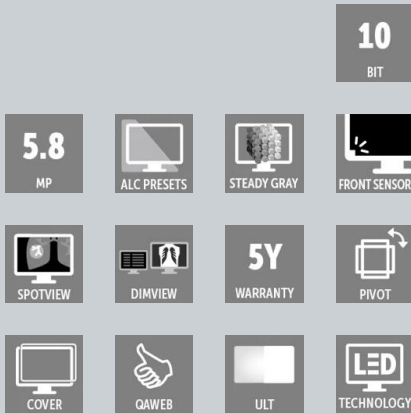 10
BIT
5.8
MP
ALC PRESETS
STEADY GRAY
FRONT SENSOR
SPOTVIEW
DIMVIEW
5Y
WARRANTY
PIVOT
COVER
QAWEB
ULT
LED
TECHNOLOGY